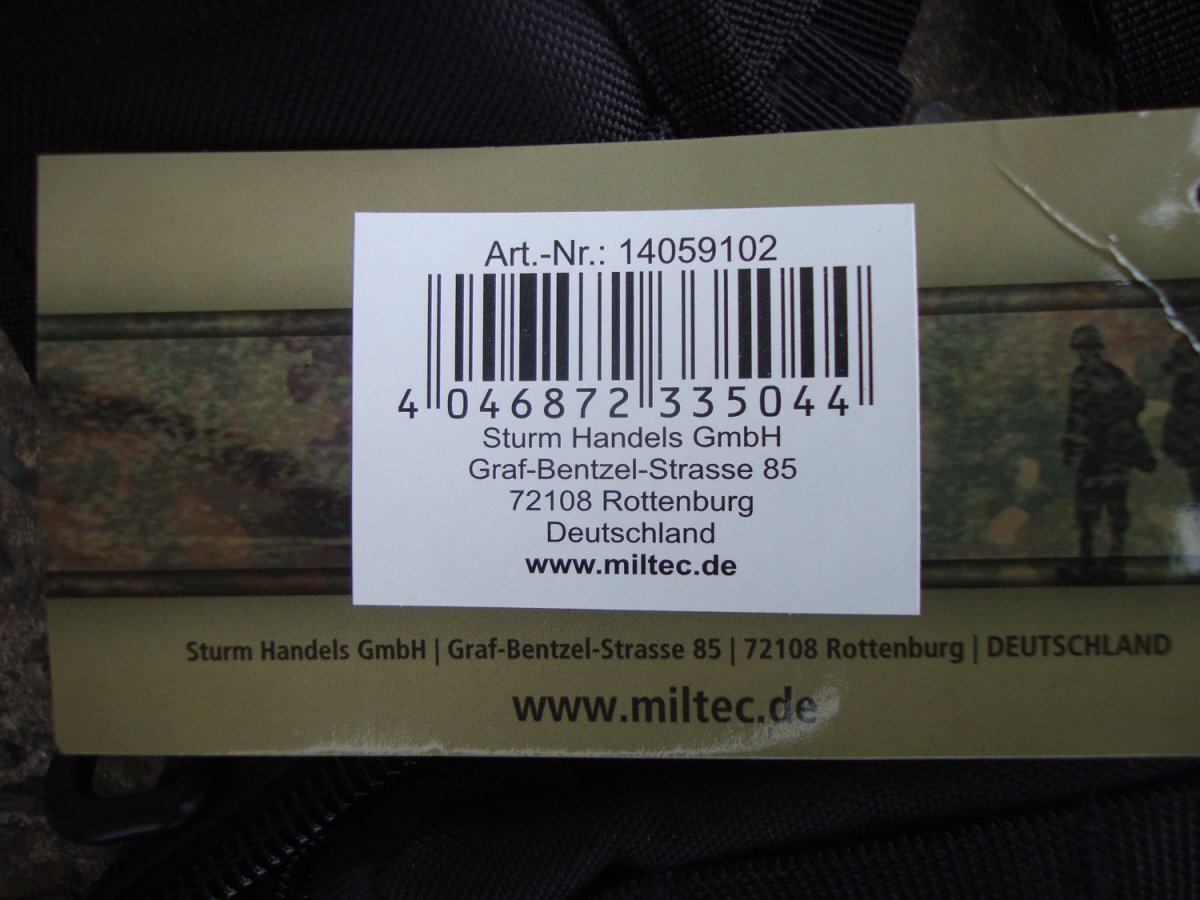 Art.-Nr.: 14059102
4 046872 335044
Sturm Handels GmbH
Graf-Bentzel-Strasse 85
72108 Rottenburg
Deutschland
www.miltec.de
Sturm Handels GmbH | Graf-Bentzel-Strasse 85 | 72108 Rottenburg | DEUTSCHLAND
www.miltec.de